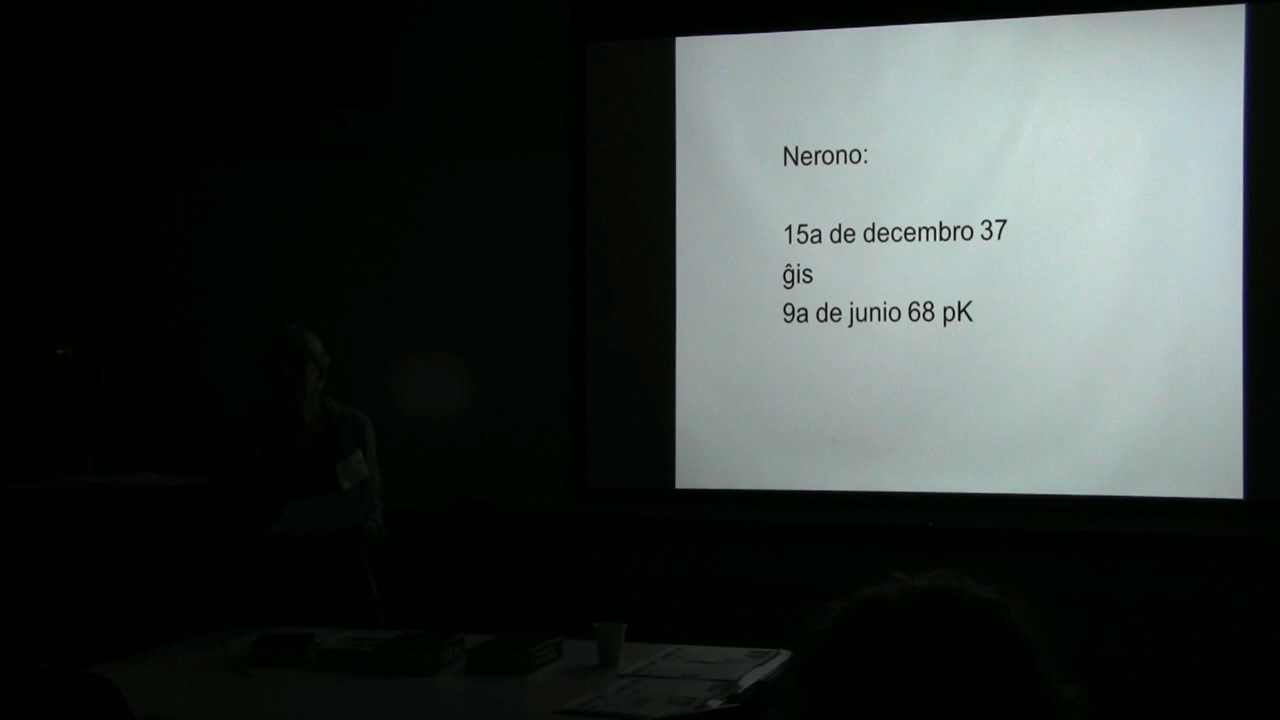 Nerono:
15a de decembro 37
ĝis
9a de junio 68 pK